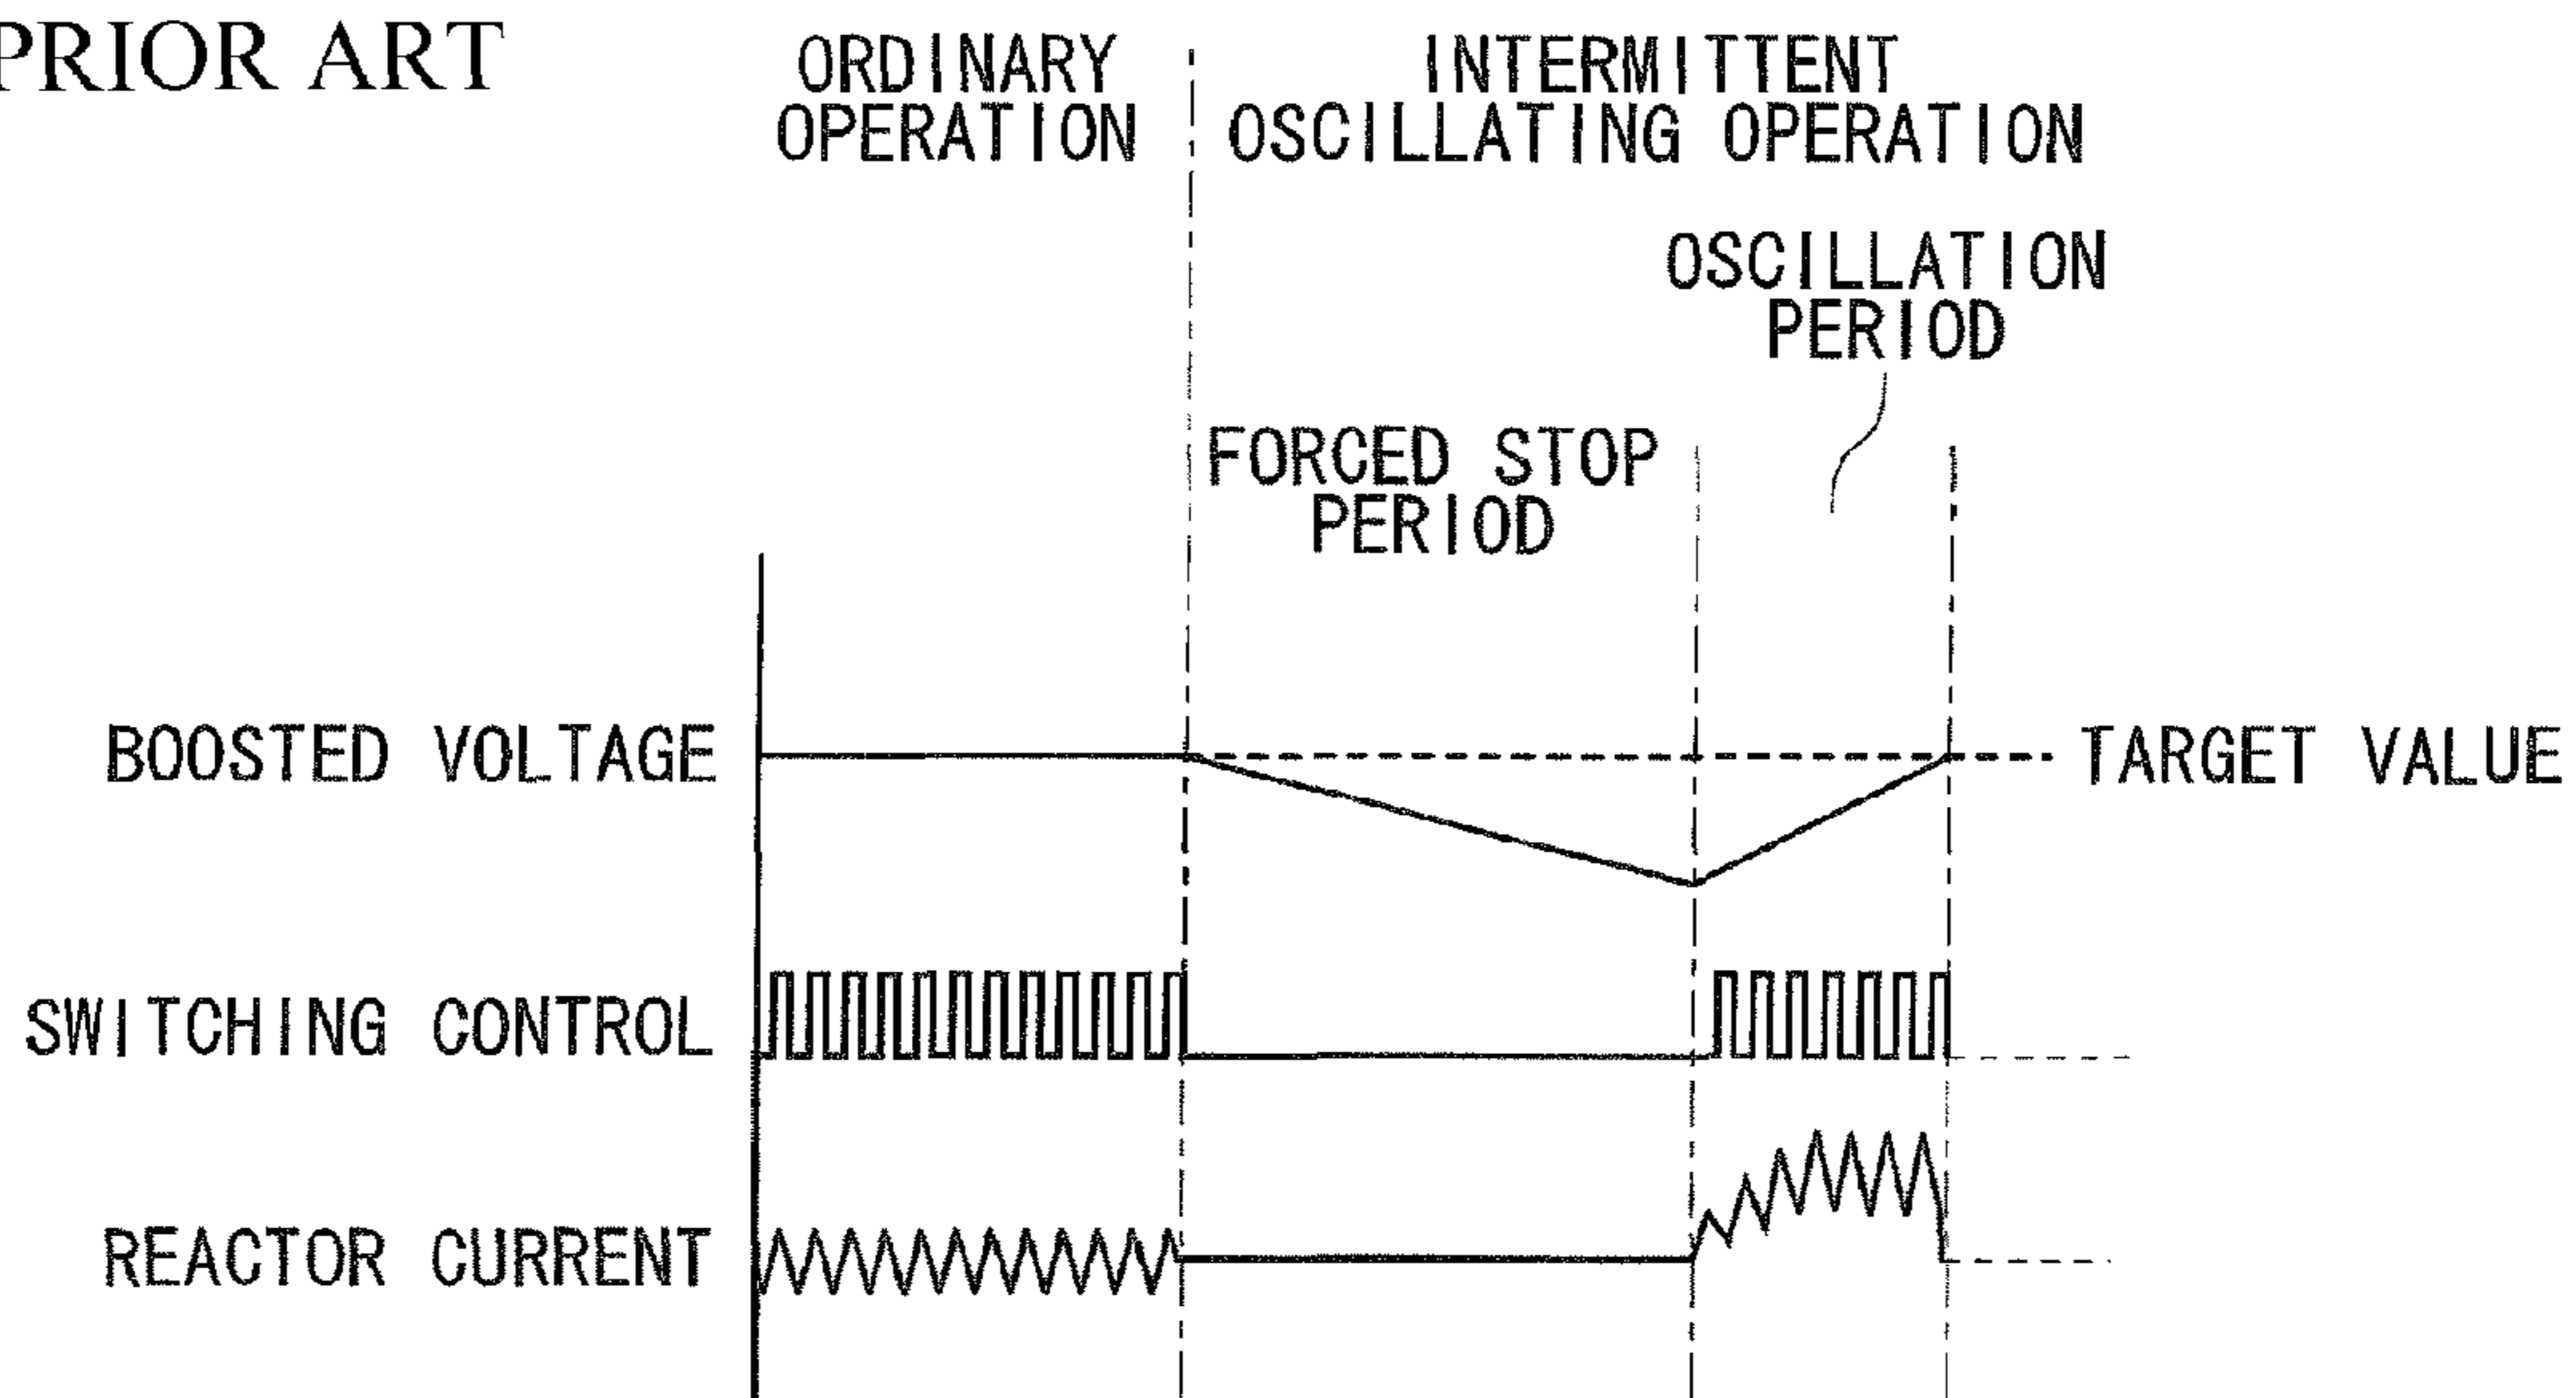 PRIOR ART
ORDINARY
OPERATION
INTERMITTENT
OSCILLATING OPERATION
OSCILLATION
PERIOD
FORCED STOP
PERIOD
BOOSTED VOLTAGE
TARGET VALUE
SWITCHING CONTROL
REACTOR CURRENT